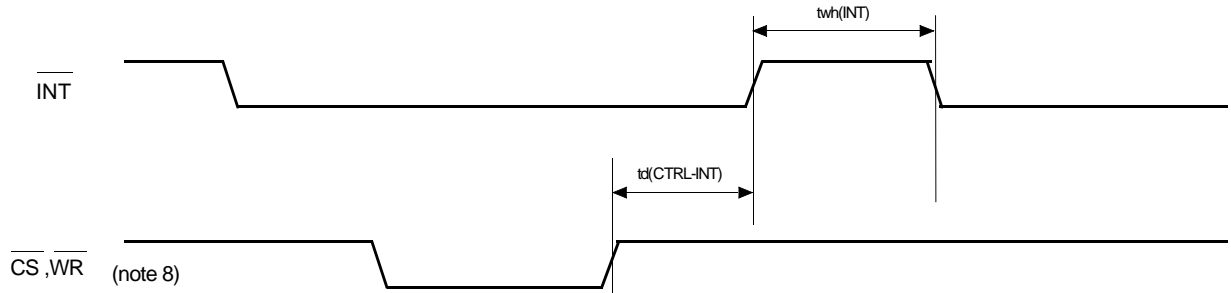 twh(INT)
INT
td(CTRL-INT)
CS ,WR (note 8)